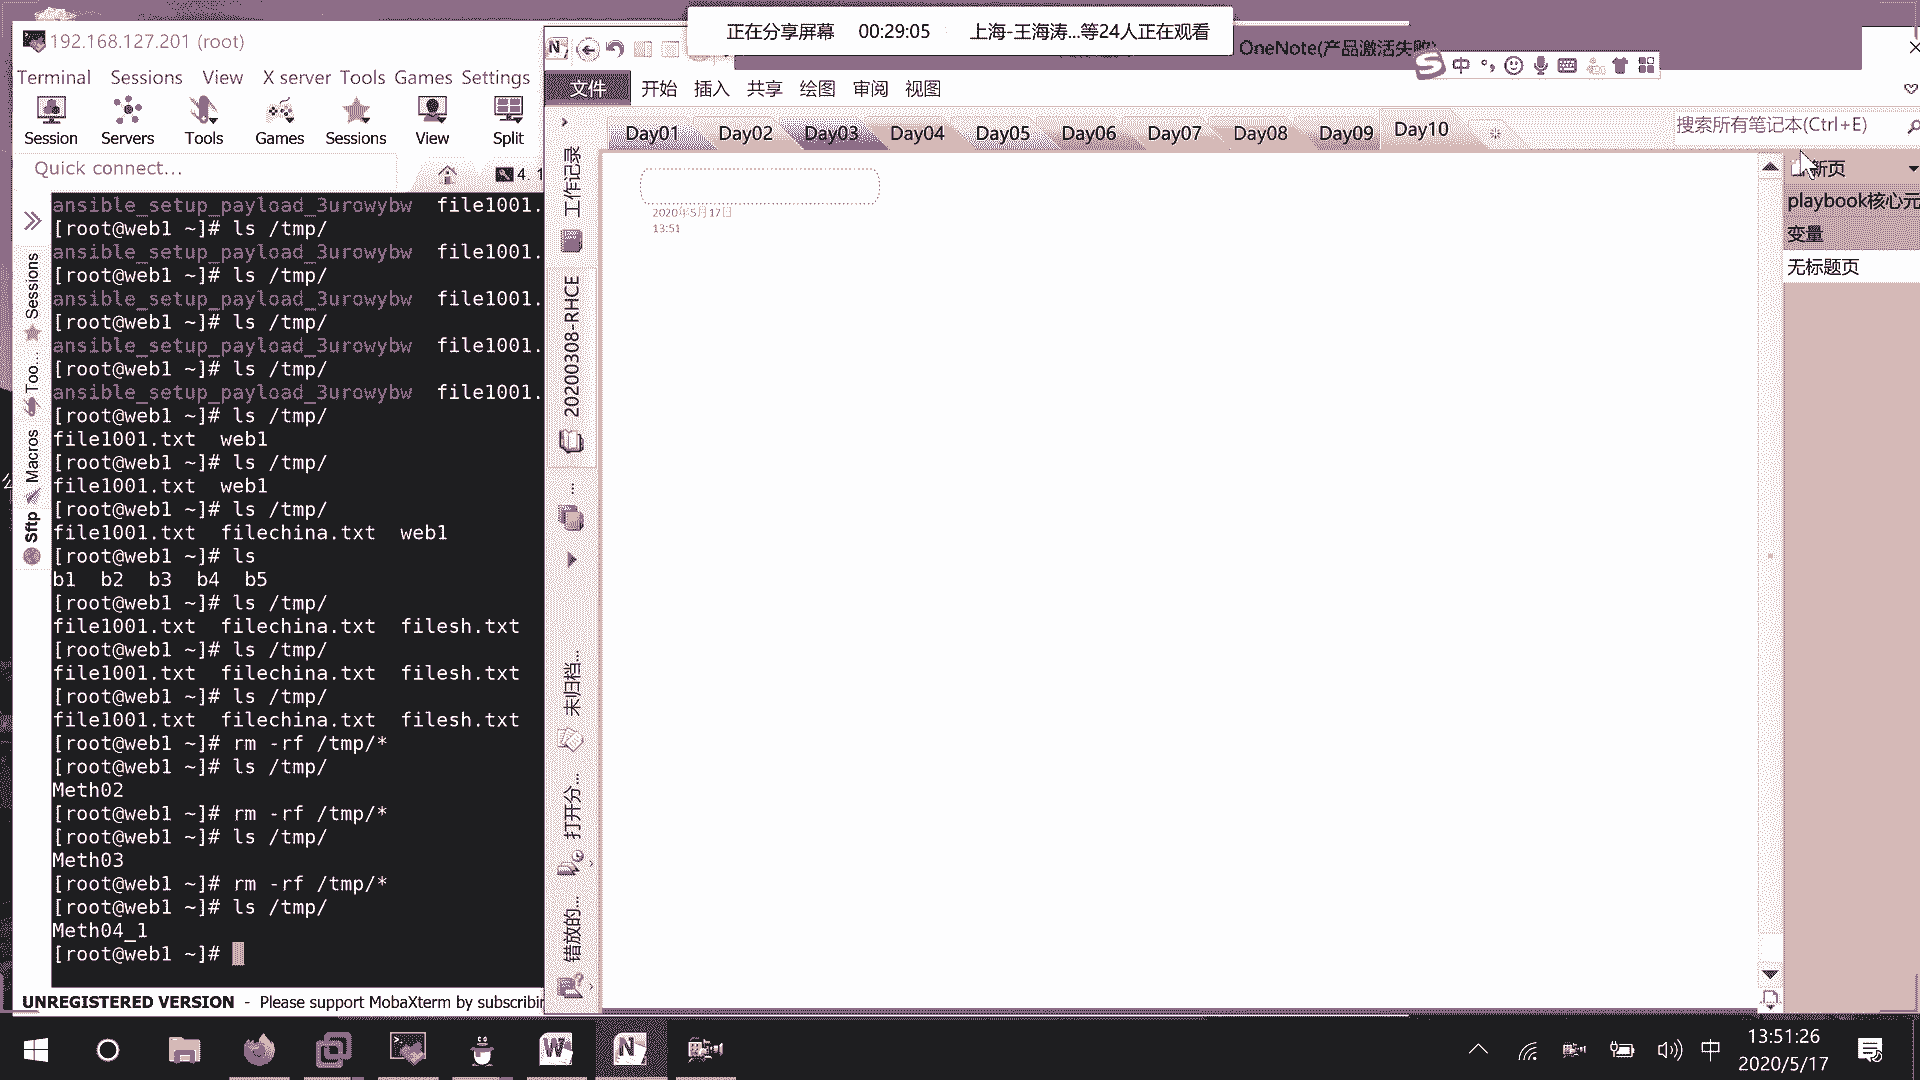 正在分享屏幕 00:29:05 上海-王海涛...等24人正在观看
192.168.127.201 (root)
Terminal Sessions View X server Tools Games Settings
Session Servers Tools Games Sessions View Split
Quick connect...
4. 1
Sessions
Too...
Macros
Sftp
ansible_setup_payload_3urowybw file1001.
[root@web1 ~]# ls /tmp/
ansible_setup_payload_3urowybw file1001.
[root@web1 ~]# ls /tmp/
ansible_setup_payload_3urowybw file1001.
[root@web1 ~]# ls /tmp/
ansible_setup_payload_3urowybw file1001.
[root@web1 ~]# ls /tmp/
ansible_setup_payload_3urowybw file1001.
[root@web1 ~]# ls /tmp/
file1001.txt web1
[root@web1 ~]# ls /tmp/
file1001.txt web1
[root@web1 ~]# ls /tmp/
file1001.txt filechina.txt web1
[root@web1 ~]# ls
b1 b2 b3 b4 b5
[root@web1 ~]# ls /tmp/
file1001.txt filechina.txt filesh.txt
[root@web1 ~]# ls /tmp/
file1001.txt filechina.txt filesh.txt
[root@web1 ~]# ls /tmp/
file1001.txt filechina.txt filesh.txt
[root@web1 ~]# rm -rf /tmp/*
[root@web1 ~]# ls /tmp/
Meth02
[root@web1 ~]# rm -rf /tmp/*
[root@web1 ~]# ls /tmp/
Meth03
[root@web1 ~]# rm -rf /tmp/*
[root@web1 ~]# ls /tmp/
Meth04_1
[root@web1 ~]#
UNREGISTERED VERSION - Please support MobaXterm by subscribin
OneNote(产品激活失败)
中
文件 开始 插入 共享 绘图 审阅 视图
Day01 Day02 Day03 Day04 Day05 Day06 Day07 Day08 Day09 Day10
搜索所有笔记本(Ctrl+E)
工作记录
20200308-RHCE
未归档...
打开分...
错放的...
2020年5月17日
13:51
新页
playbook核心元
变量
无标题页
中
13:51:26
2020/5/17